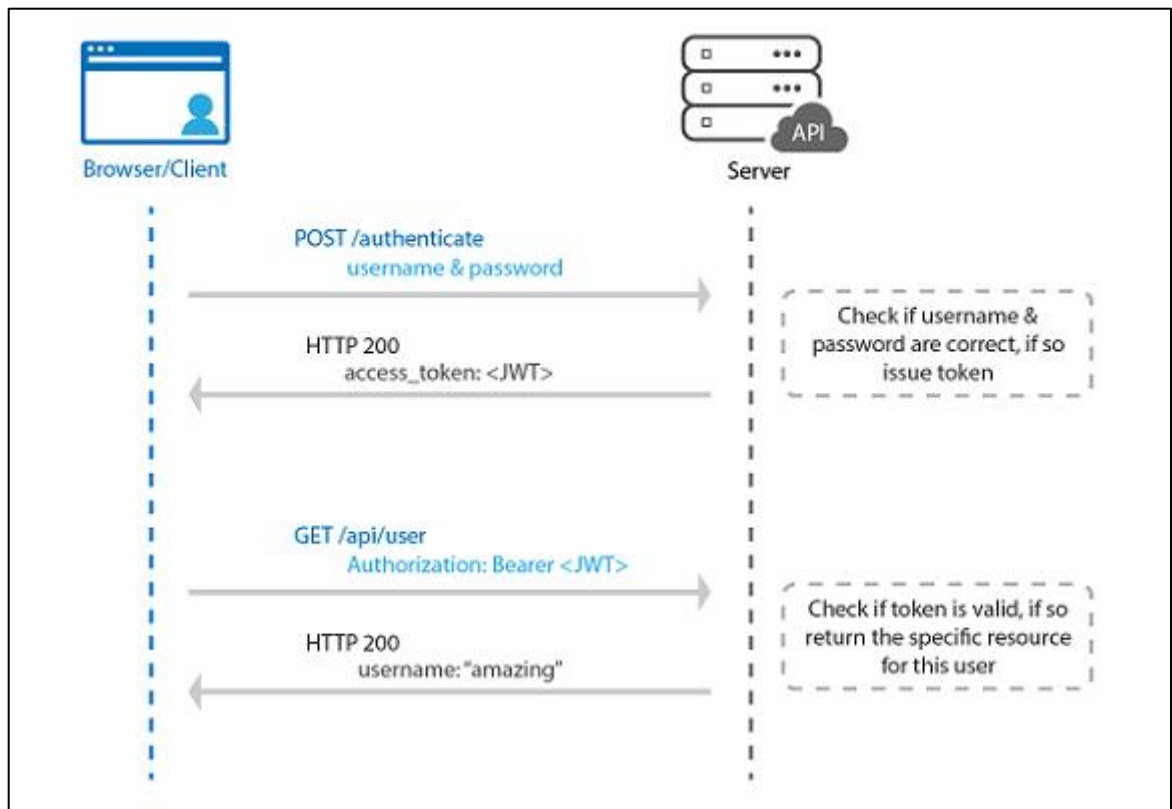 API
Browser/Client
Server
POST /authenticate
username & password
Check if username &
password are correct, if so
issue token
HTTP 200
access_token: <JWT>
GET /api/user
Authorization: Bearer <JWT>
Check if token is valid, if so
return the specific resource
for this user
HTTP 200
username: "amazing"